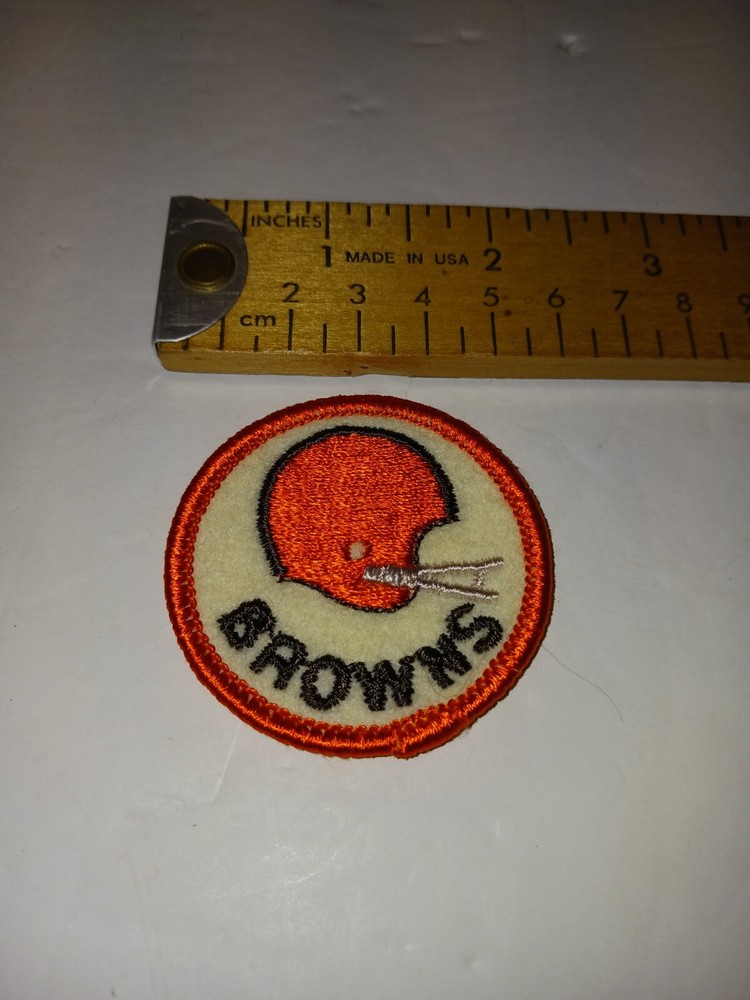 INCHES
1 MADE IN USA 2 3
2 3 4 5 6 7 8 9
cm
BROWNS